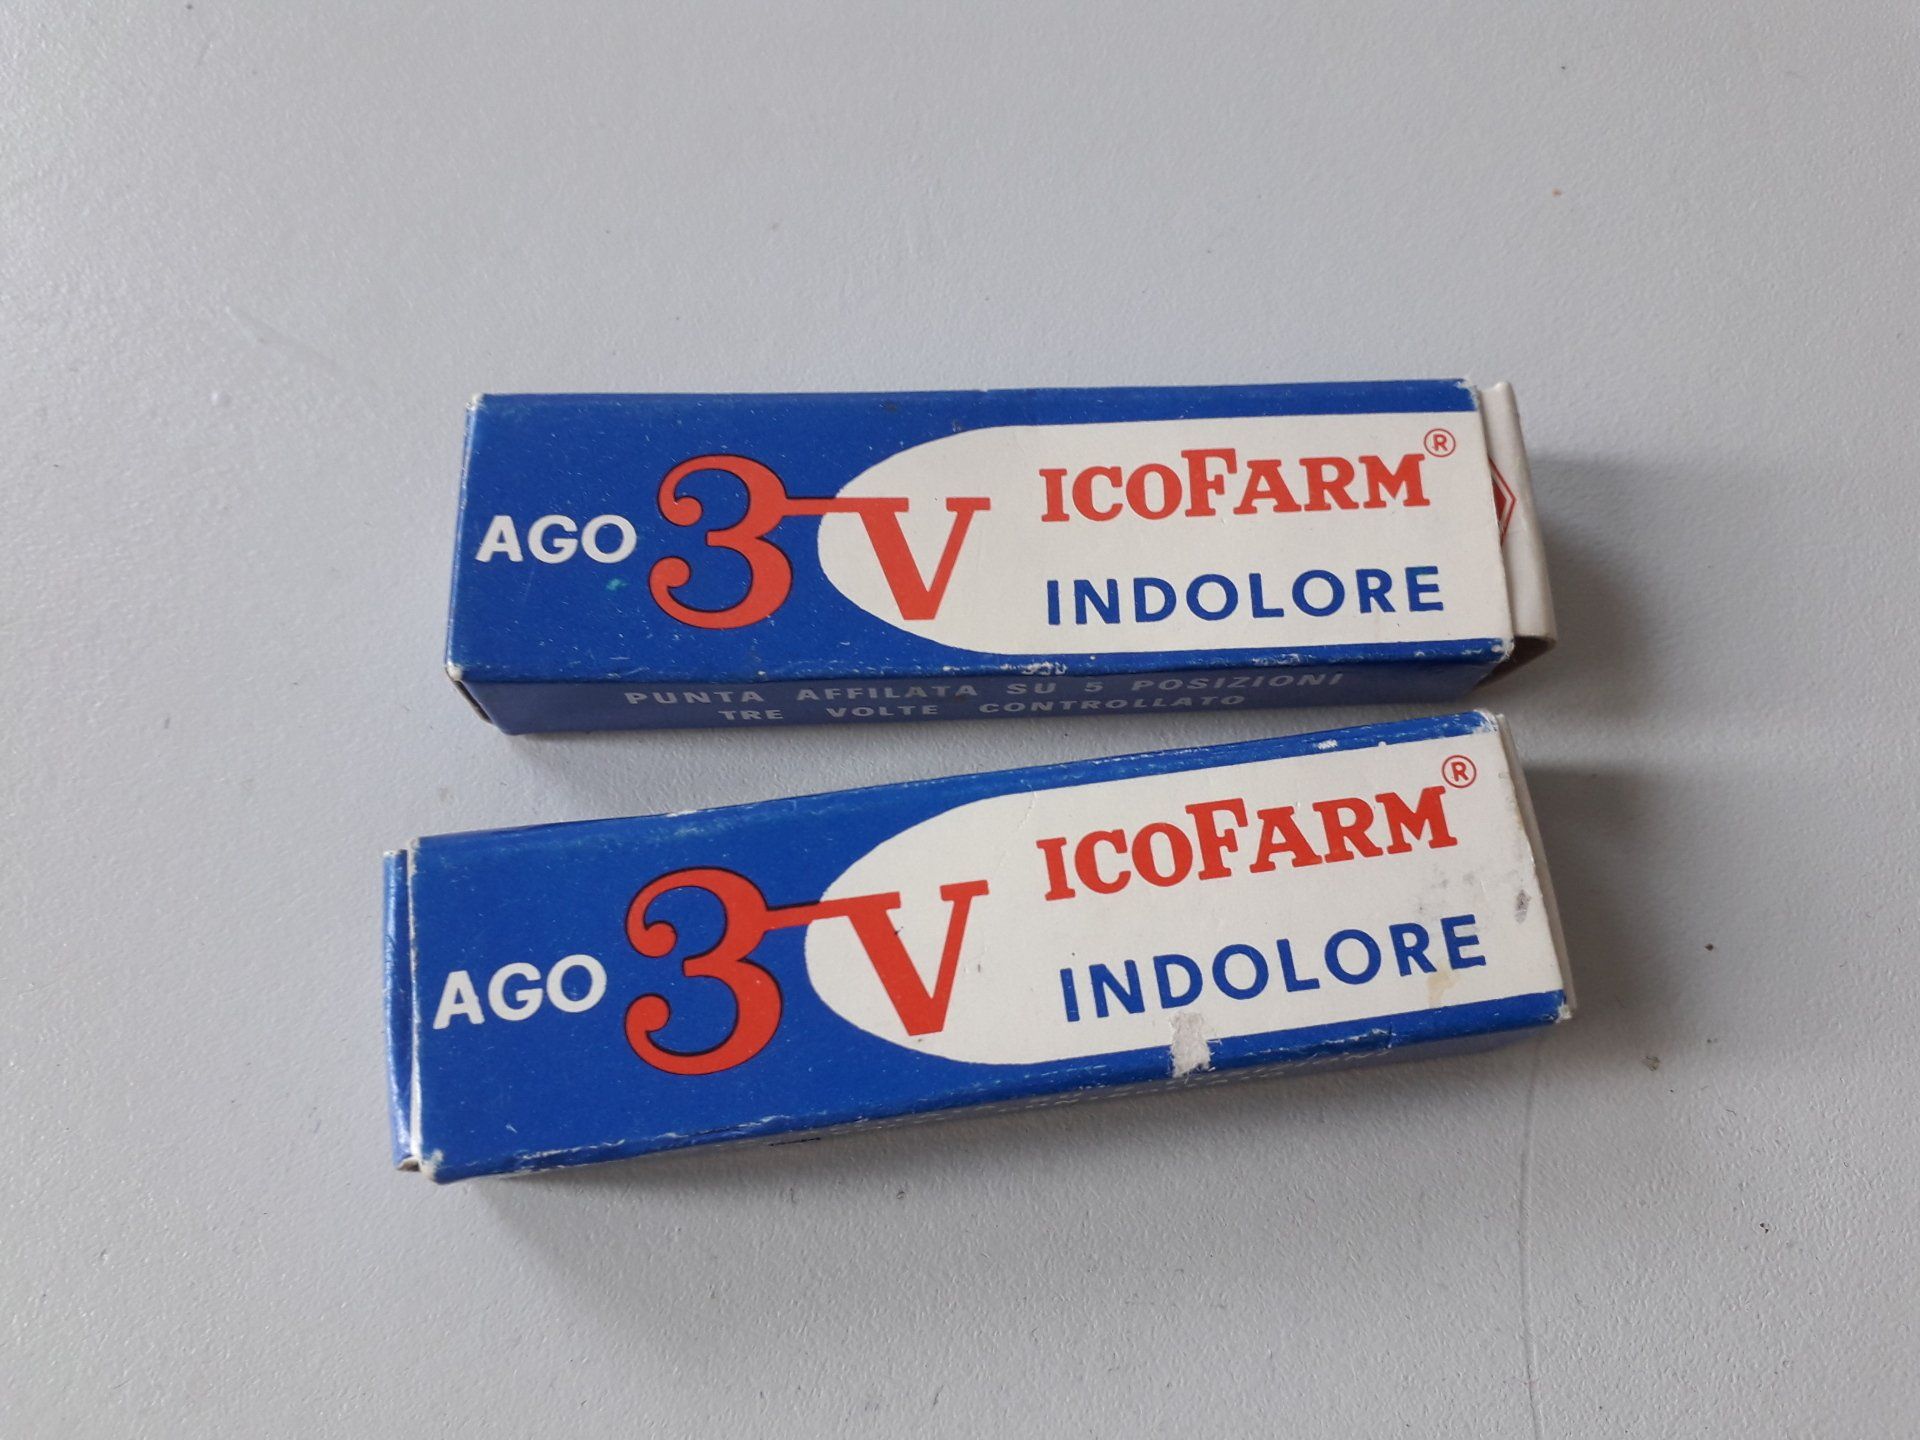 AGO 3V ICOFARM®
INDOLORE
PUNTA AFFILATA SU 5 POSIZIONI
TRE VOLTE CONTROLLATO
AGO 3V ICOFARM®
INDOLORE